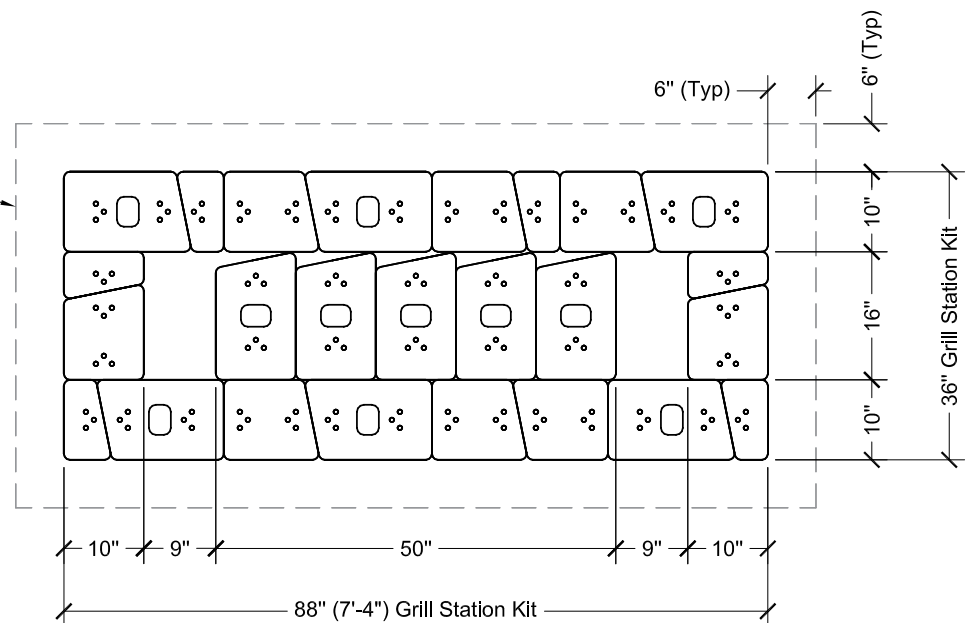 6" (Typ)
6" (Typ)
10"
16"
10"
36" Grill Station Kit
10"
9"
50"
9"
10"
88" (7'-4") Grill Station Kit